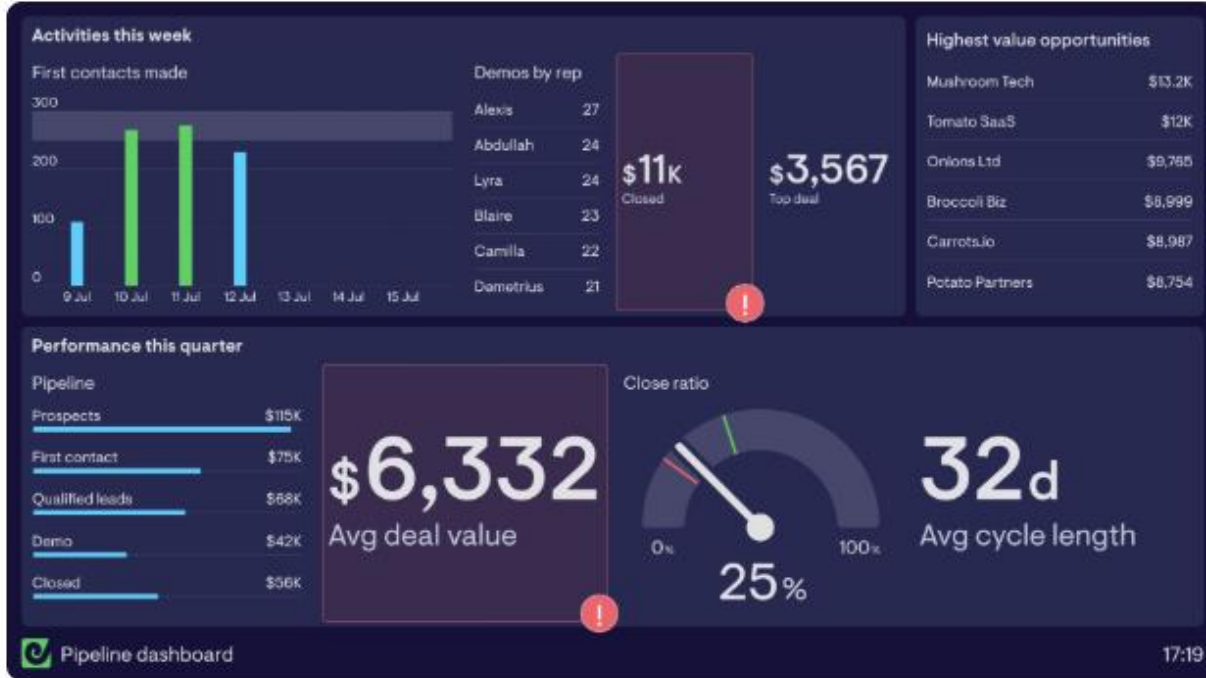 Activities this week
First contacts made
300
200
100
0
9 Jul 10 Jul 11 Jul 12 Jul 13 Jul 14 Jul 15 Jul
Demos by rep
Alexis 27
Abdullah 24
Lyra 24
Blaire 23
Camilla 22
Demetrius 21
$11K
Closed
!
$3,567
Top deal
Highest value opportunities
Mushroom Tech $13.2K
Tomato SaaS $12K
Onions Ltd $9,765
Broccoli Biz $8,999
Carrots.io $8,987
Potato Partners $8,754
Performance this quarter
Pipeline
Prospects $115K
First contact $75K
Qualified leads $68K
Demo $42K
Closed $56K
$6,332
Avg deal value
!
Close ratio
0% 100%
25%
32d
Avg cycle length
Pipeline dashboard
17:19